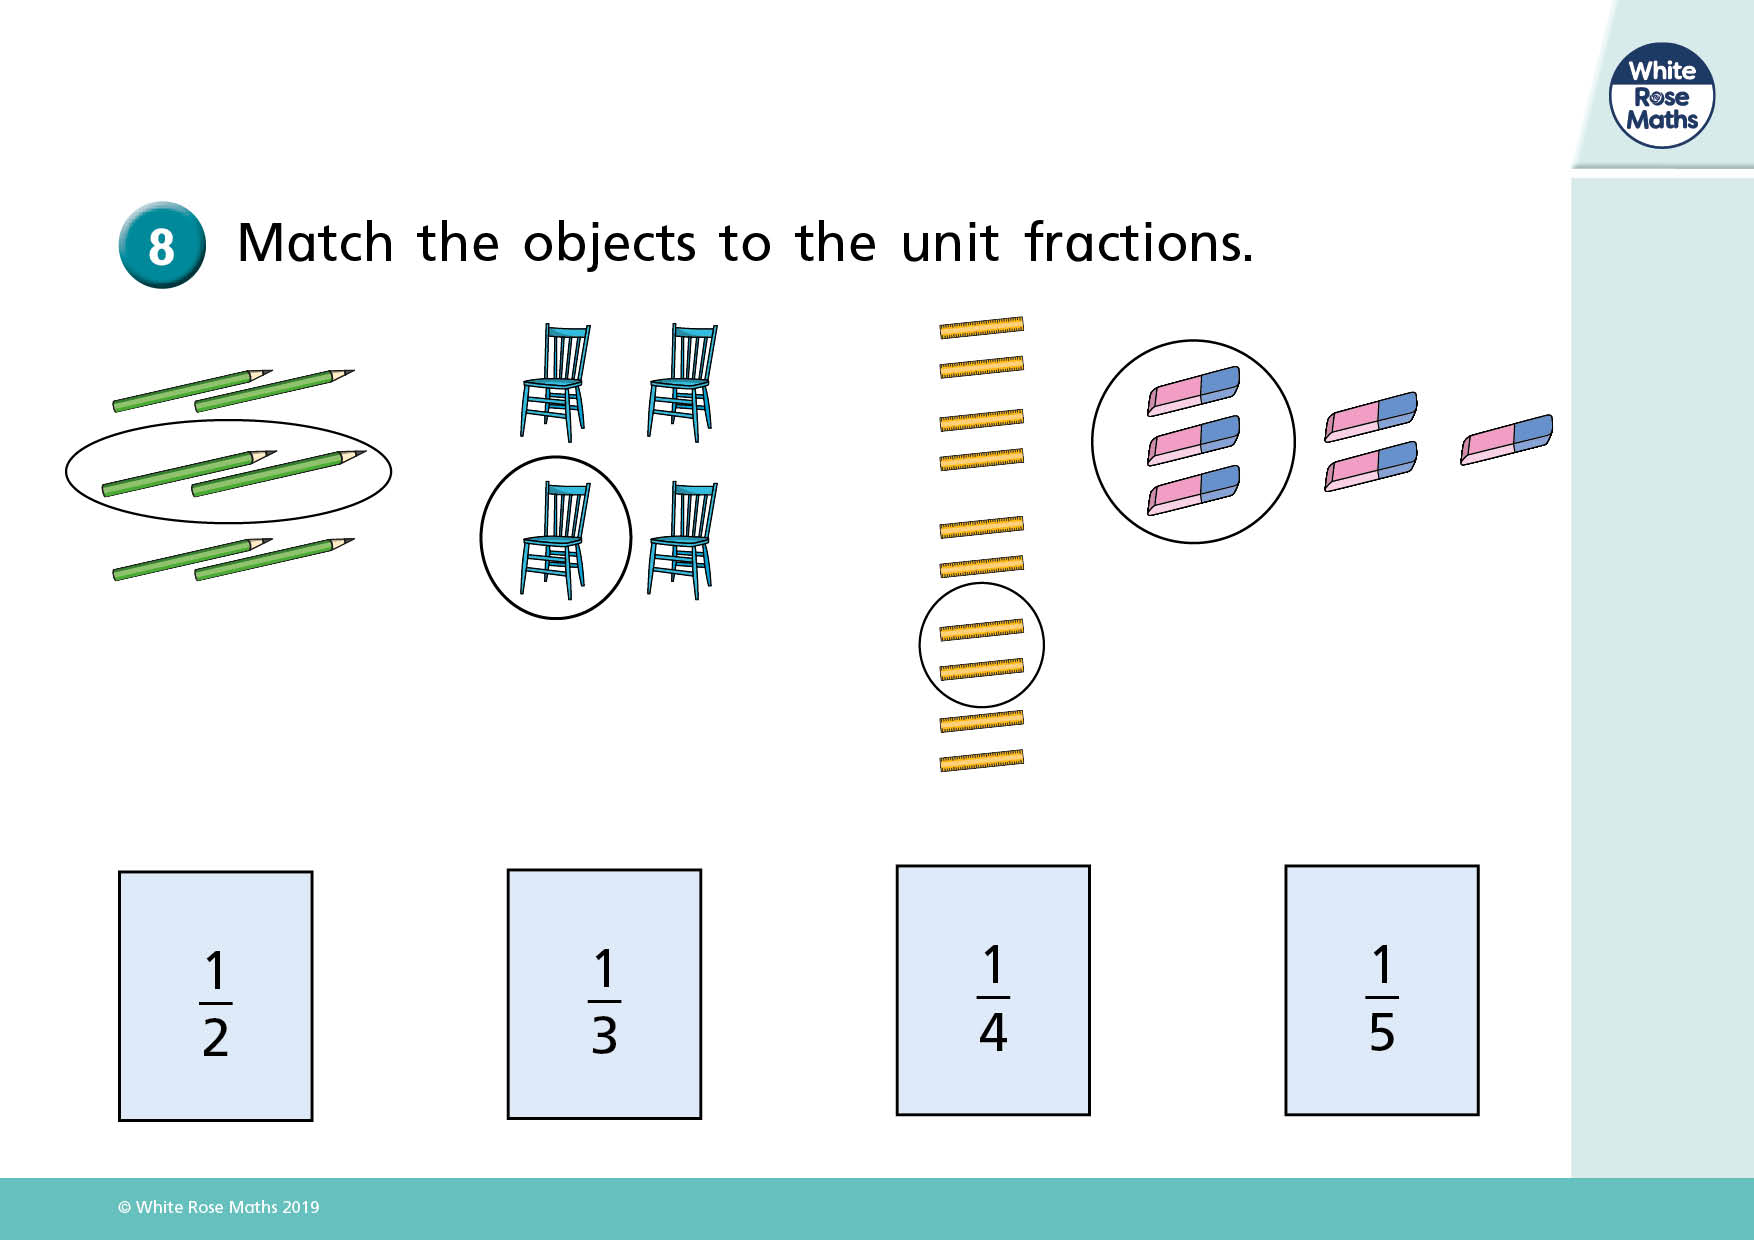 White
Rose
Maths
8 Match the objects to the unit fractions.
1
2
1
3
1
4
1
5
© White Rose Maths 2019